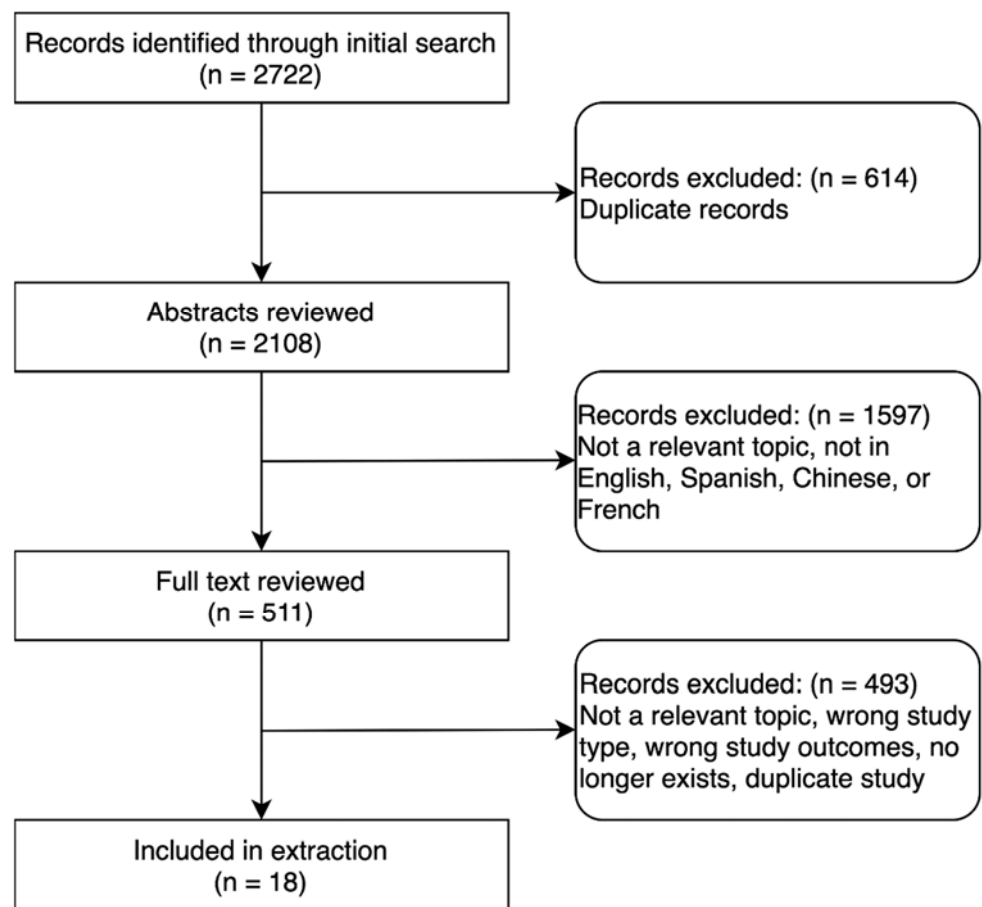 Records identified through initial search
(n = 2722)
Records excluded: (n = 614)
Duplicate records
Abstracts reviewed
(n = 2108)
Records excluded: (n = 1597)
Not a relevant topic, not in
English, Spanish, Chinese, or
French
Full text reviewed
(n = 511)
Records excluded: (n = 493)
Not a relevant topic, wrong study
type, wrong study outcomes, no
longer exists, duplicate study
Included in extraction
(n = 18)